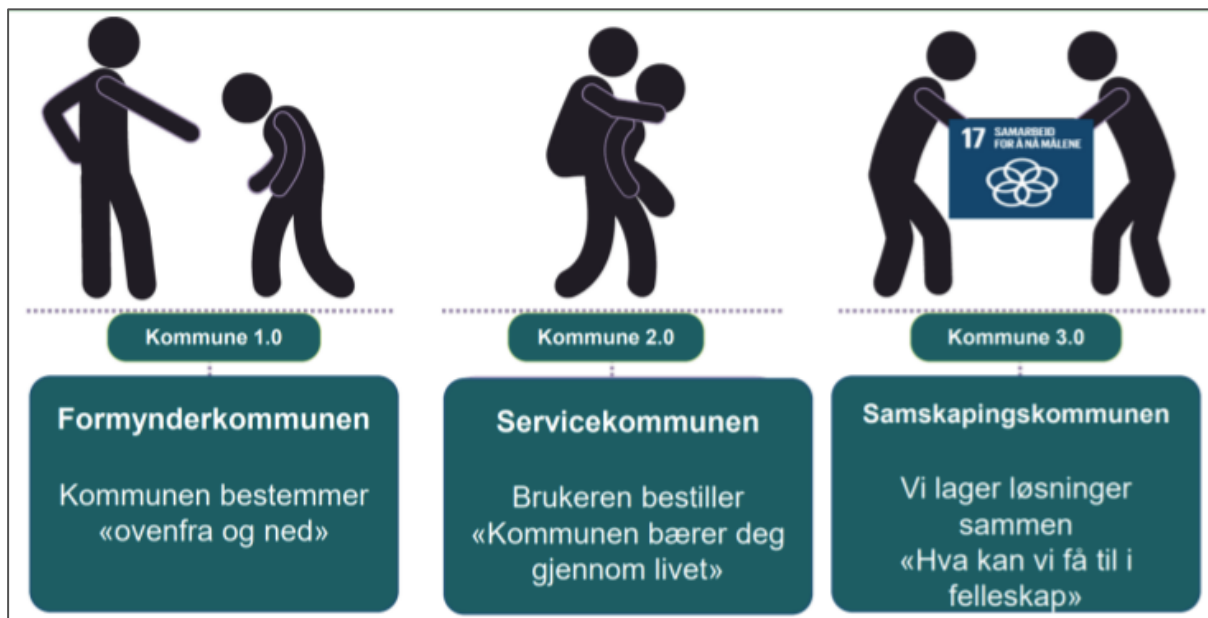 17 SAMARBEID
FOR Å NÅ MÅLENE
Kommune 1.0
Formynderkommunen
Kommunen bestemmer
«ovenfra og ned»
Kommune 2.0
Servicekommunen
Brukeren bestiller
«Kommunen bærer deg
gjennom livet»
Kommune 3.0
Samskapingskommunen
Vi lager løsninger
sammen
«Hva kan vi få til i
felleskap»